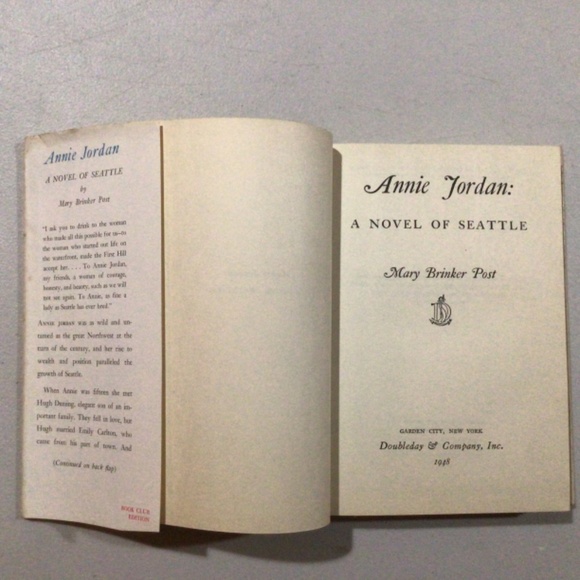 Annie Jordan
A NOVEL OF SEATTLE
by
Mary Brinker Post
"I ask you to drink to the woman
who made all this possible for us—to
the woman who started our life on
the waterfront, made the First Hill
accept her. . . . To Annie Jordan,
my friends, a woman of courage,
honesty, and beauty, such as we will
not see again. To Annie, as fine a
lady as Seattle has ever bred."
ANNIE JORDAN was as wild and un-
tamed as the great Northwest at the
turn of the century, and her rise to
wealth and position paralleled the
growth of Seattle.
When Annie was fifteen she met
Hugh Deming, elegant son of an im-
portant family. They fell in love, but
Hugh married Emily Carlton, who
came from his part of town. And
(Continued on back flap)
BOOK CLUB
EDITION
Annie Jordan:
A NOVEL OF SEATTLE
Mary Brinker Post
D
GARDEN CITY, NEW YORK
Doubleday & Company, Inc.
1948